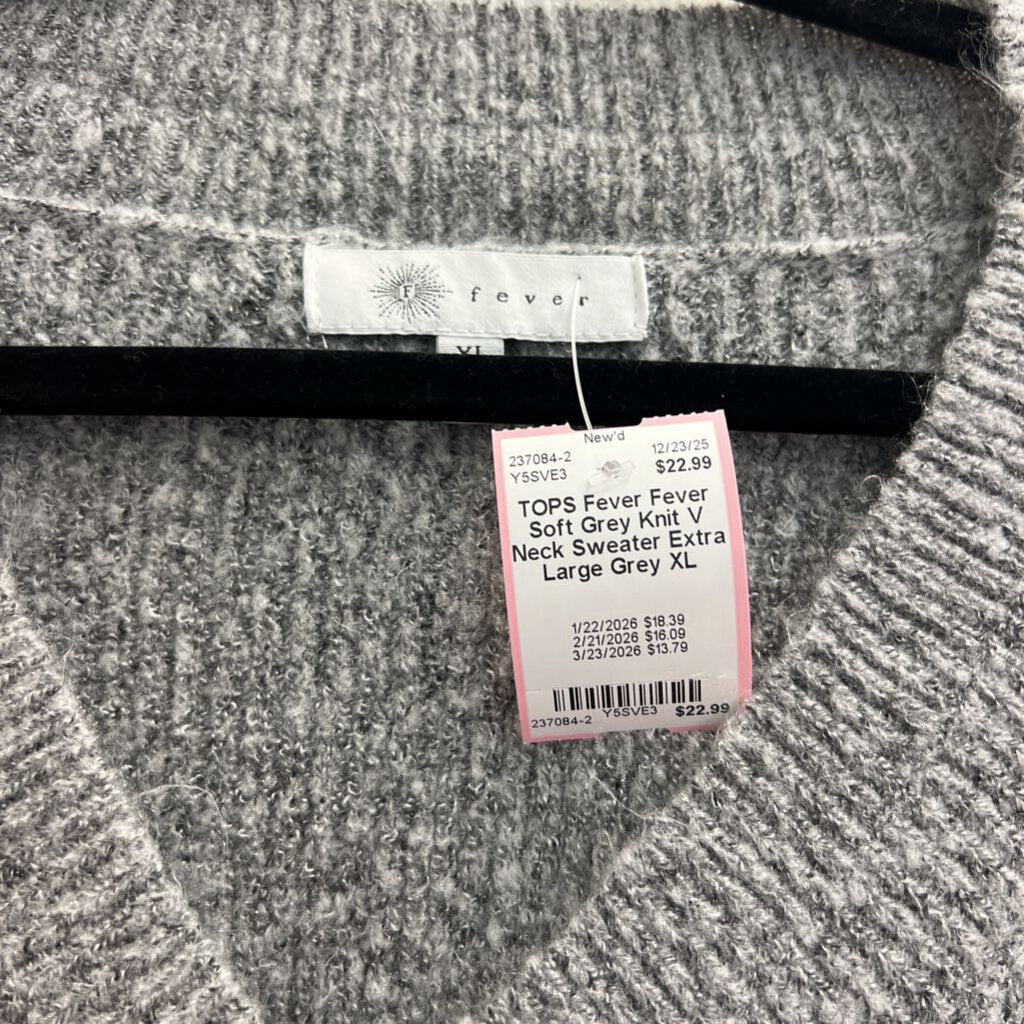 F fever
XL
New'd
237084-2 12/23/25
Y5SVE3 $22.99
TOPS Fever Fever
Soft Grey Knit V
Neck Sweater Extra
Large Grey XL
1/22/2026 $18.39
2/21/2026 $16.09
3/23/2026 $13.79
237084-2 Y5SVE3 $22.99